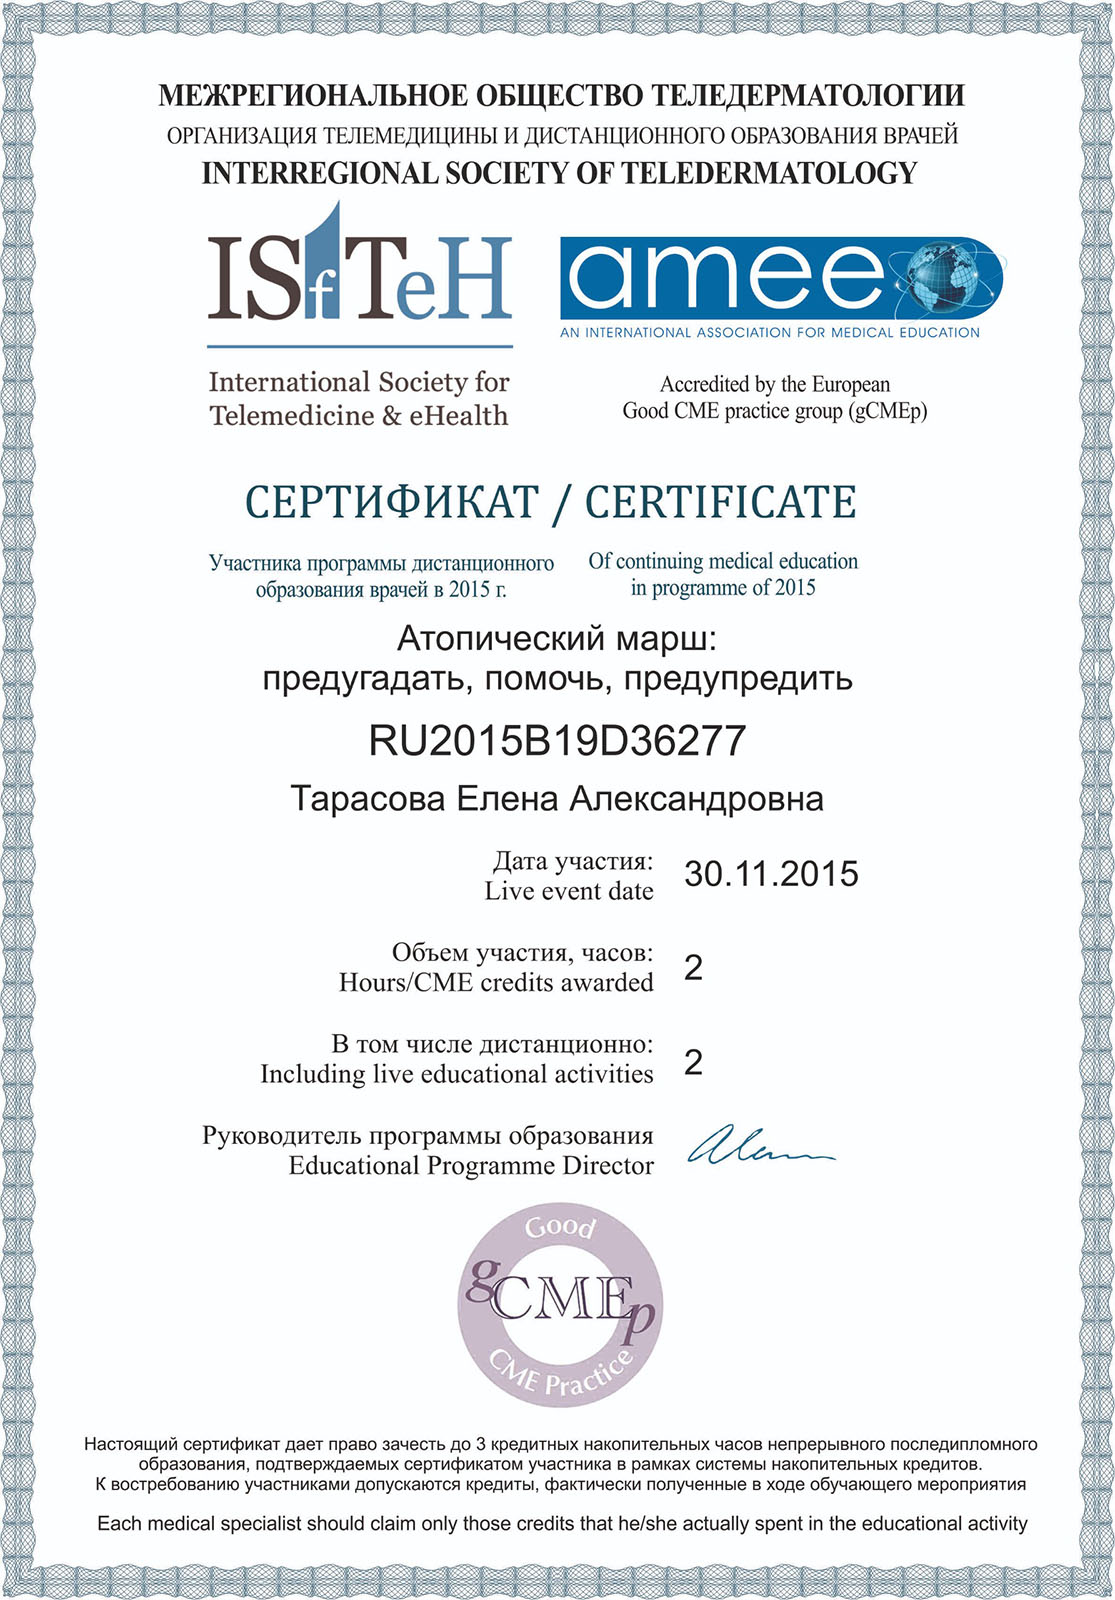 МЕЖРЕГИОНАЛЬНОЕ ОБЩЕСТВО ТЕЛЕДЕРМАТОЛОГИИ
ОРГАНИЗАЦИЯ ТЕЛЕМЕДИЦИНЫ И ДИСТАНЦИОННОГО ОБРАЗОВАНИЯ ВРАЧЕЙ
INTERREGIONAL SOCIETY OF TELEDERMATOLOGY
ISfTeH
International Society for
Telemedicine & eHealth
amee
AN INTERNATIONAL ASSOCIATION FOR MEDICAL EDUCATION
Accredited by the European
Good CME practice group (gCMEp)
СЕРТИФИКАТ / CERTIFICATE
Участника программы дистанционного
образования врачей в 2015 г.
Of continuing medical education
in programme of 2015
Атопический марш:
предугадать, помочь, предупредить
RU2015B19D36277
Тарасова Елена Александровна
Дата участия: 30.11.2015
Live event date
Объем участия, часов: 2
Hours/CME credits awarded
В том числе дистанционно: 2
Including live educational activities
Руководитель программы образования
Educational Programme Director
Good
gCMEp
CME Practice
Настоящий сертификат дает право зачесть до 3 кредитных накопительных часов непрерывного последипломного
образования, подтверждаемых сертификатом участника в рамках системы накопительных кредитов.
К востребованию участниками допускаются кредиты, фактически полученные в ходе обучающего мероприятия
Each medical specialist should claim only those credits that he/she actually spent in the educational activity